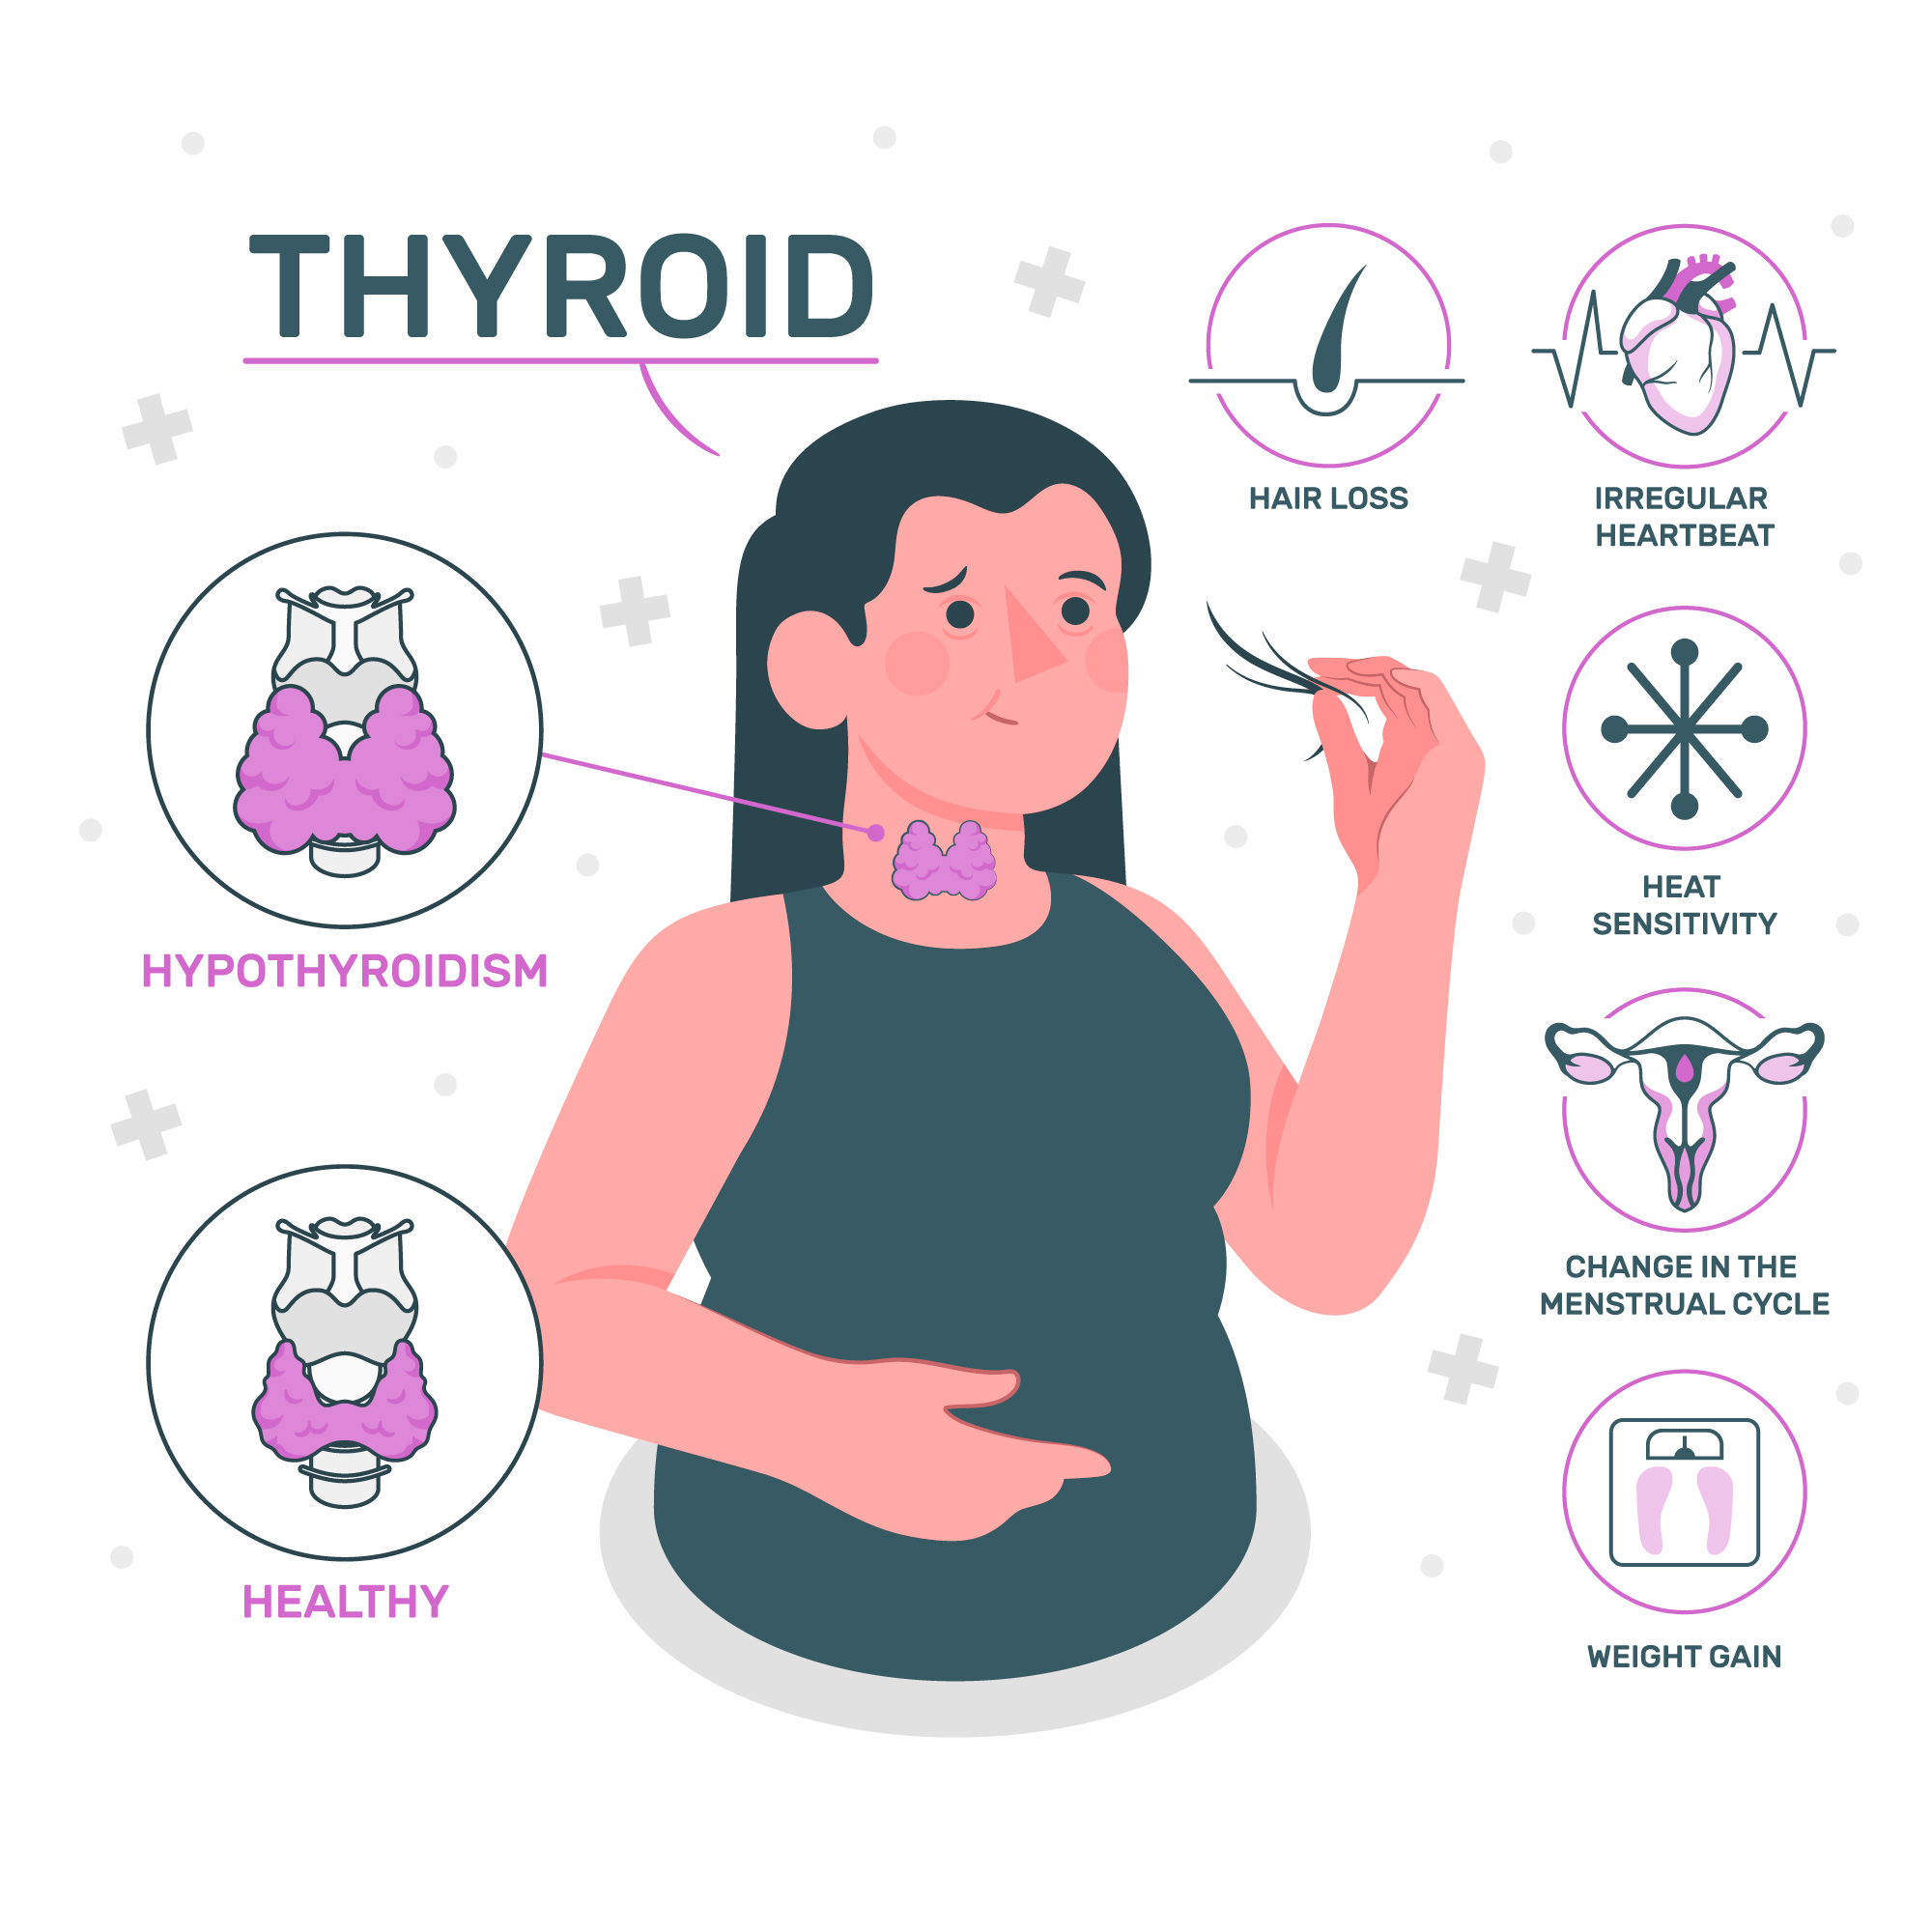 THYROID
HYPOTHYROIDISM
HEALTHY
HAIR LOSS
IRREGULAR
HEARTBEAT
HEAT
SENSITIVITY
CHANGE IN THE
MENSTRUAL CYCLE
WEIGHT GAIN